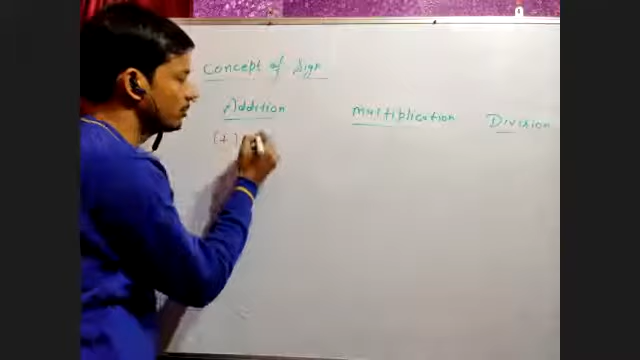 Concept of Sign
Addition
Multiplication
Division
(+)